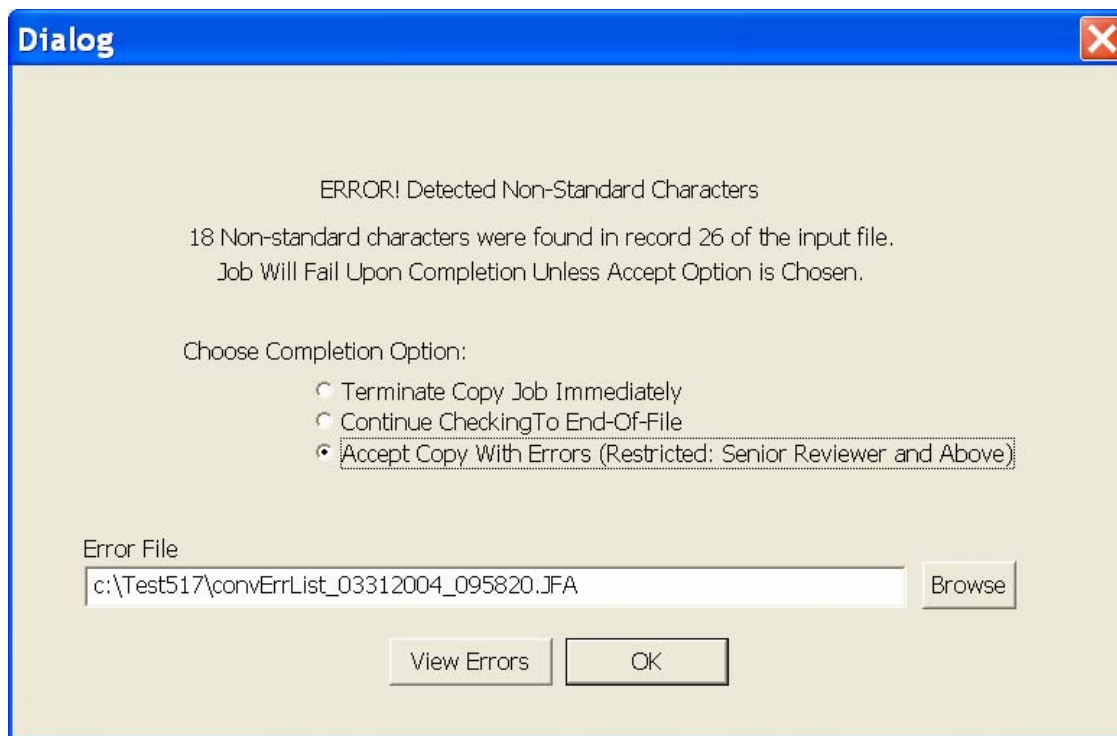 Dialog
ERROR! Detected Non-Standard Characters
18 Non-standard characters were found in record 26 of the input file.
Job Will Fail Upon Completion Unless Accept Option is Chosen.
Choose Completion Option:
Terminate Copy Job Immediately
Continue CheckingTo End-Of-File
Accept Copy With Errors (Restricted: Senior Reviewer and Above)
Error File
c:\Test517\convErrList_03312004_095820.JFA
Browse
View Errors OK